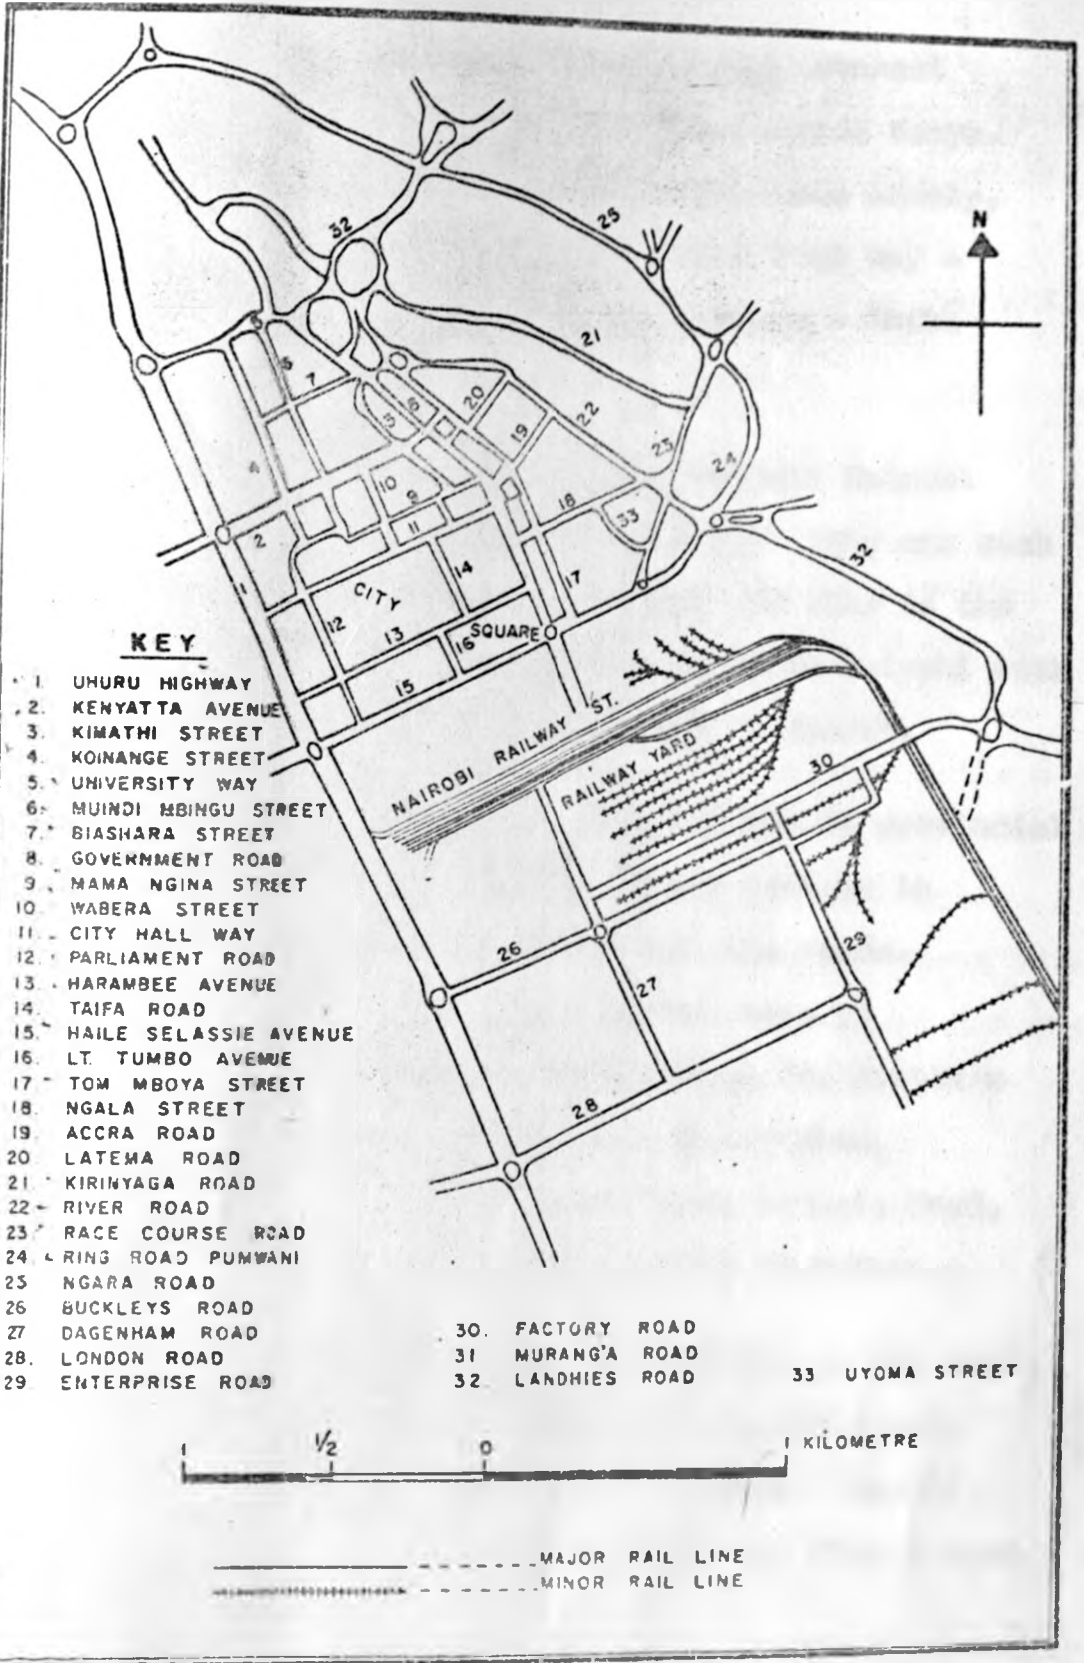 32
25
N
21
5
6
7
20
8
3
22
19
23
24
4
10
9
18
11
33
2
32
14
1
CITY
17
12
13
16
SQUARE
15
NAIROBI RAILWAY ST.
RAILWAY YARD
30
26
29
27
28
KEY
1. UHURU HIGHWAY
2. KENYATTA AVENUE
3. KIMATHI STREET
4. KOINANGE STREET
5. UNIVERSITY WAY
6. MUINDI MBINGU STREET
7. BIASHARA STREET
8. GOVERNMENT ROAD
9. MAMA NGINA STREET
10. WABERA STREET
11. CITY HALL WAY
12. PARLIAMENT ROAD
13. HARAMBEE AVENUE
14. TAIFA ROAD
15. HAILE SELASSIE AVENUE
16. LT. TUMBO AVENUE
17. TOM MBOYA STREET
18. NGALA STREET
19. ACCRA ROAD
20. LATEMA ROAD
21. KIRINYAGA ROAD
22. RIVER ROAD
23. RACE COURSE ROAD
24. RING ROAD PUMWANI
25 NGARA ROAD
26 BUCKLEYS ROAD
27 DAGENHAM ROAD
28. LONDON ROAD
29 ENTERPRISE ROAD
30. FACTORY ROAD
31 MURANG'A ROAD
32 LANDHIES ROAD
33 UYOMA STREET
1 1/2 0 1 KILOMETRE
MAJOR RAIL LINE
MINOR RAIL LINE